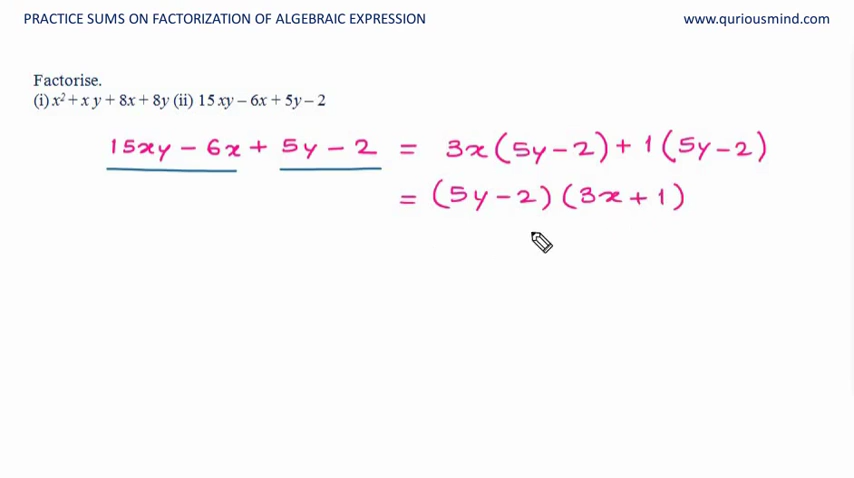 PRACTICE SUMS ON FACTORIZATION OF ALGEBRAIC EXPRESSION www.quriousmind.com
Factorise.
(i) x² + x y + 8x + 8y (ii) 15 xy – 6x + 5y – 2
15xy – 6x + 5y – 2 = 3x(5y–2) + 1(5y–2)
= (5y–2)(3x+1)